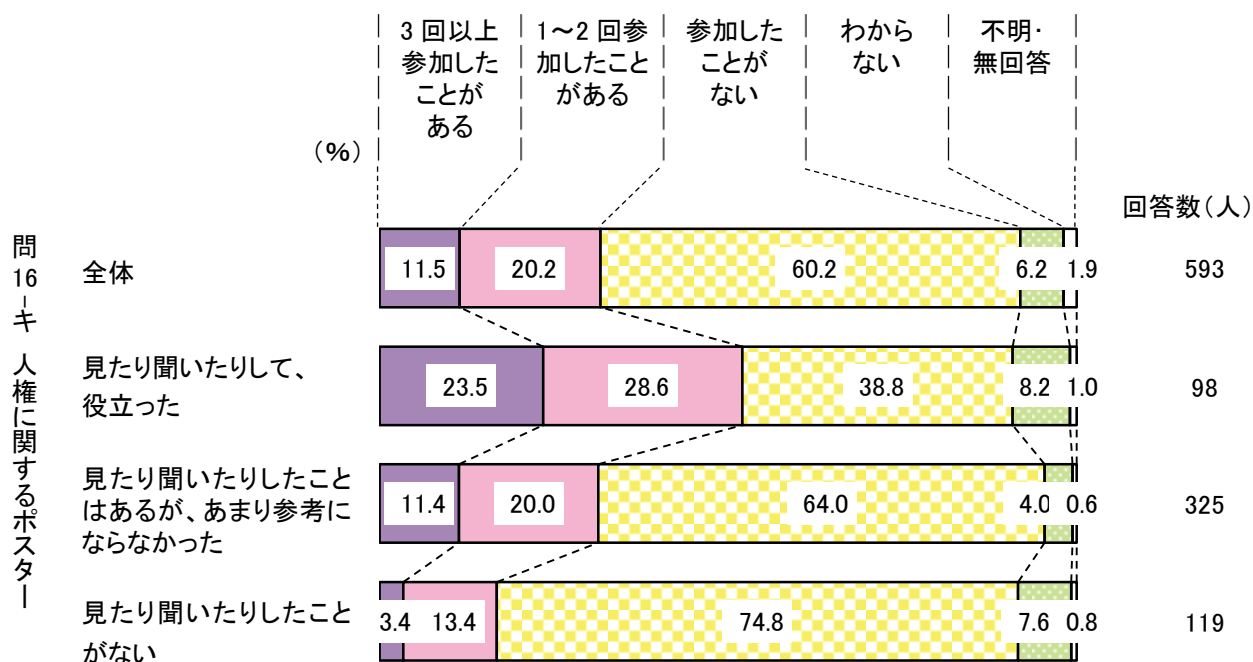 3 回以上
参加した
ことが
ある
1～2 回参
加したこと
がある
参加した
ことが
ない
わから
ない
不明・
無回答
（％）
回答数（人）
問16-キ 人権に関するポスター
全体
11.5 20.2 60.2 6.2 1.9 593
見たり聞いたりして、
役立った
23.5 28.6 38.8 8.2 1.0 98
見たり聞いたりしたこと
はあるが、あまり参考に
ならなかった
11.4 20.0 64.0 4.0 0.6 325
見たり聞いたりしたこと
がない
3.4 13.4 74.8 7.6 0.8 119